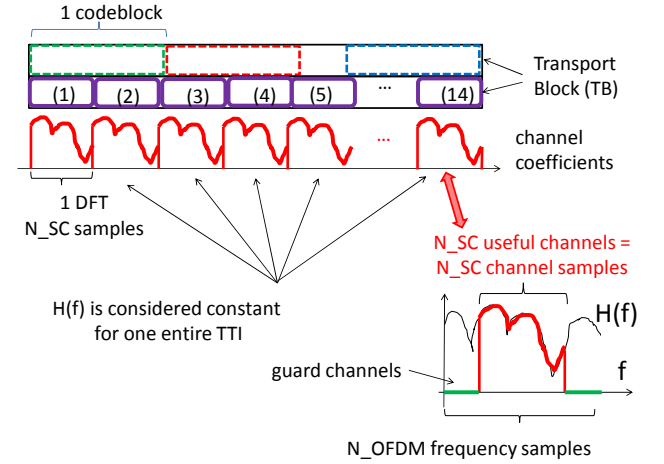 1 codeblock
Transport
Block (TB)
(1) (2) (3) (4) (5) ... (14)
...
channel
coefficients
1 DFT
N_SC samples
N_SC useful channels =
N_SC channel samples
H(f) is considered constant
for one entire TTI
H(f)
guard channels
f
N_OFDM frequency samples